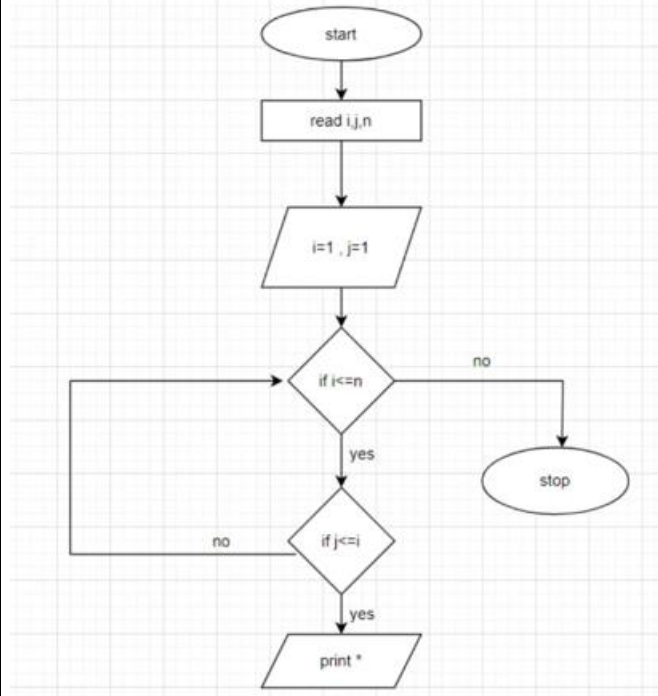 start
read i,j,n
i=1 , j=1
if i<=n
no
yes
stop
if j<=i
no
yes
print *